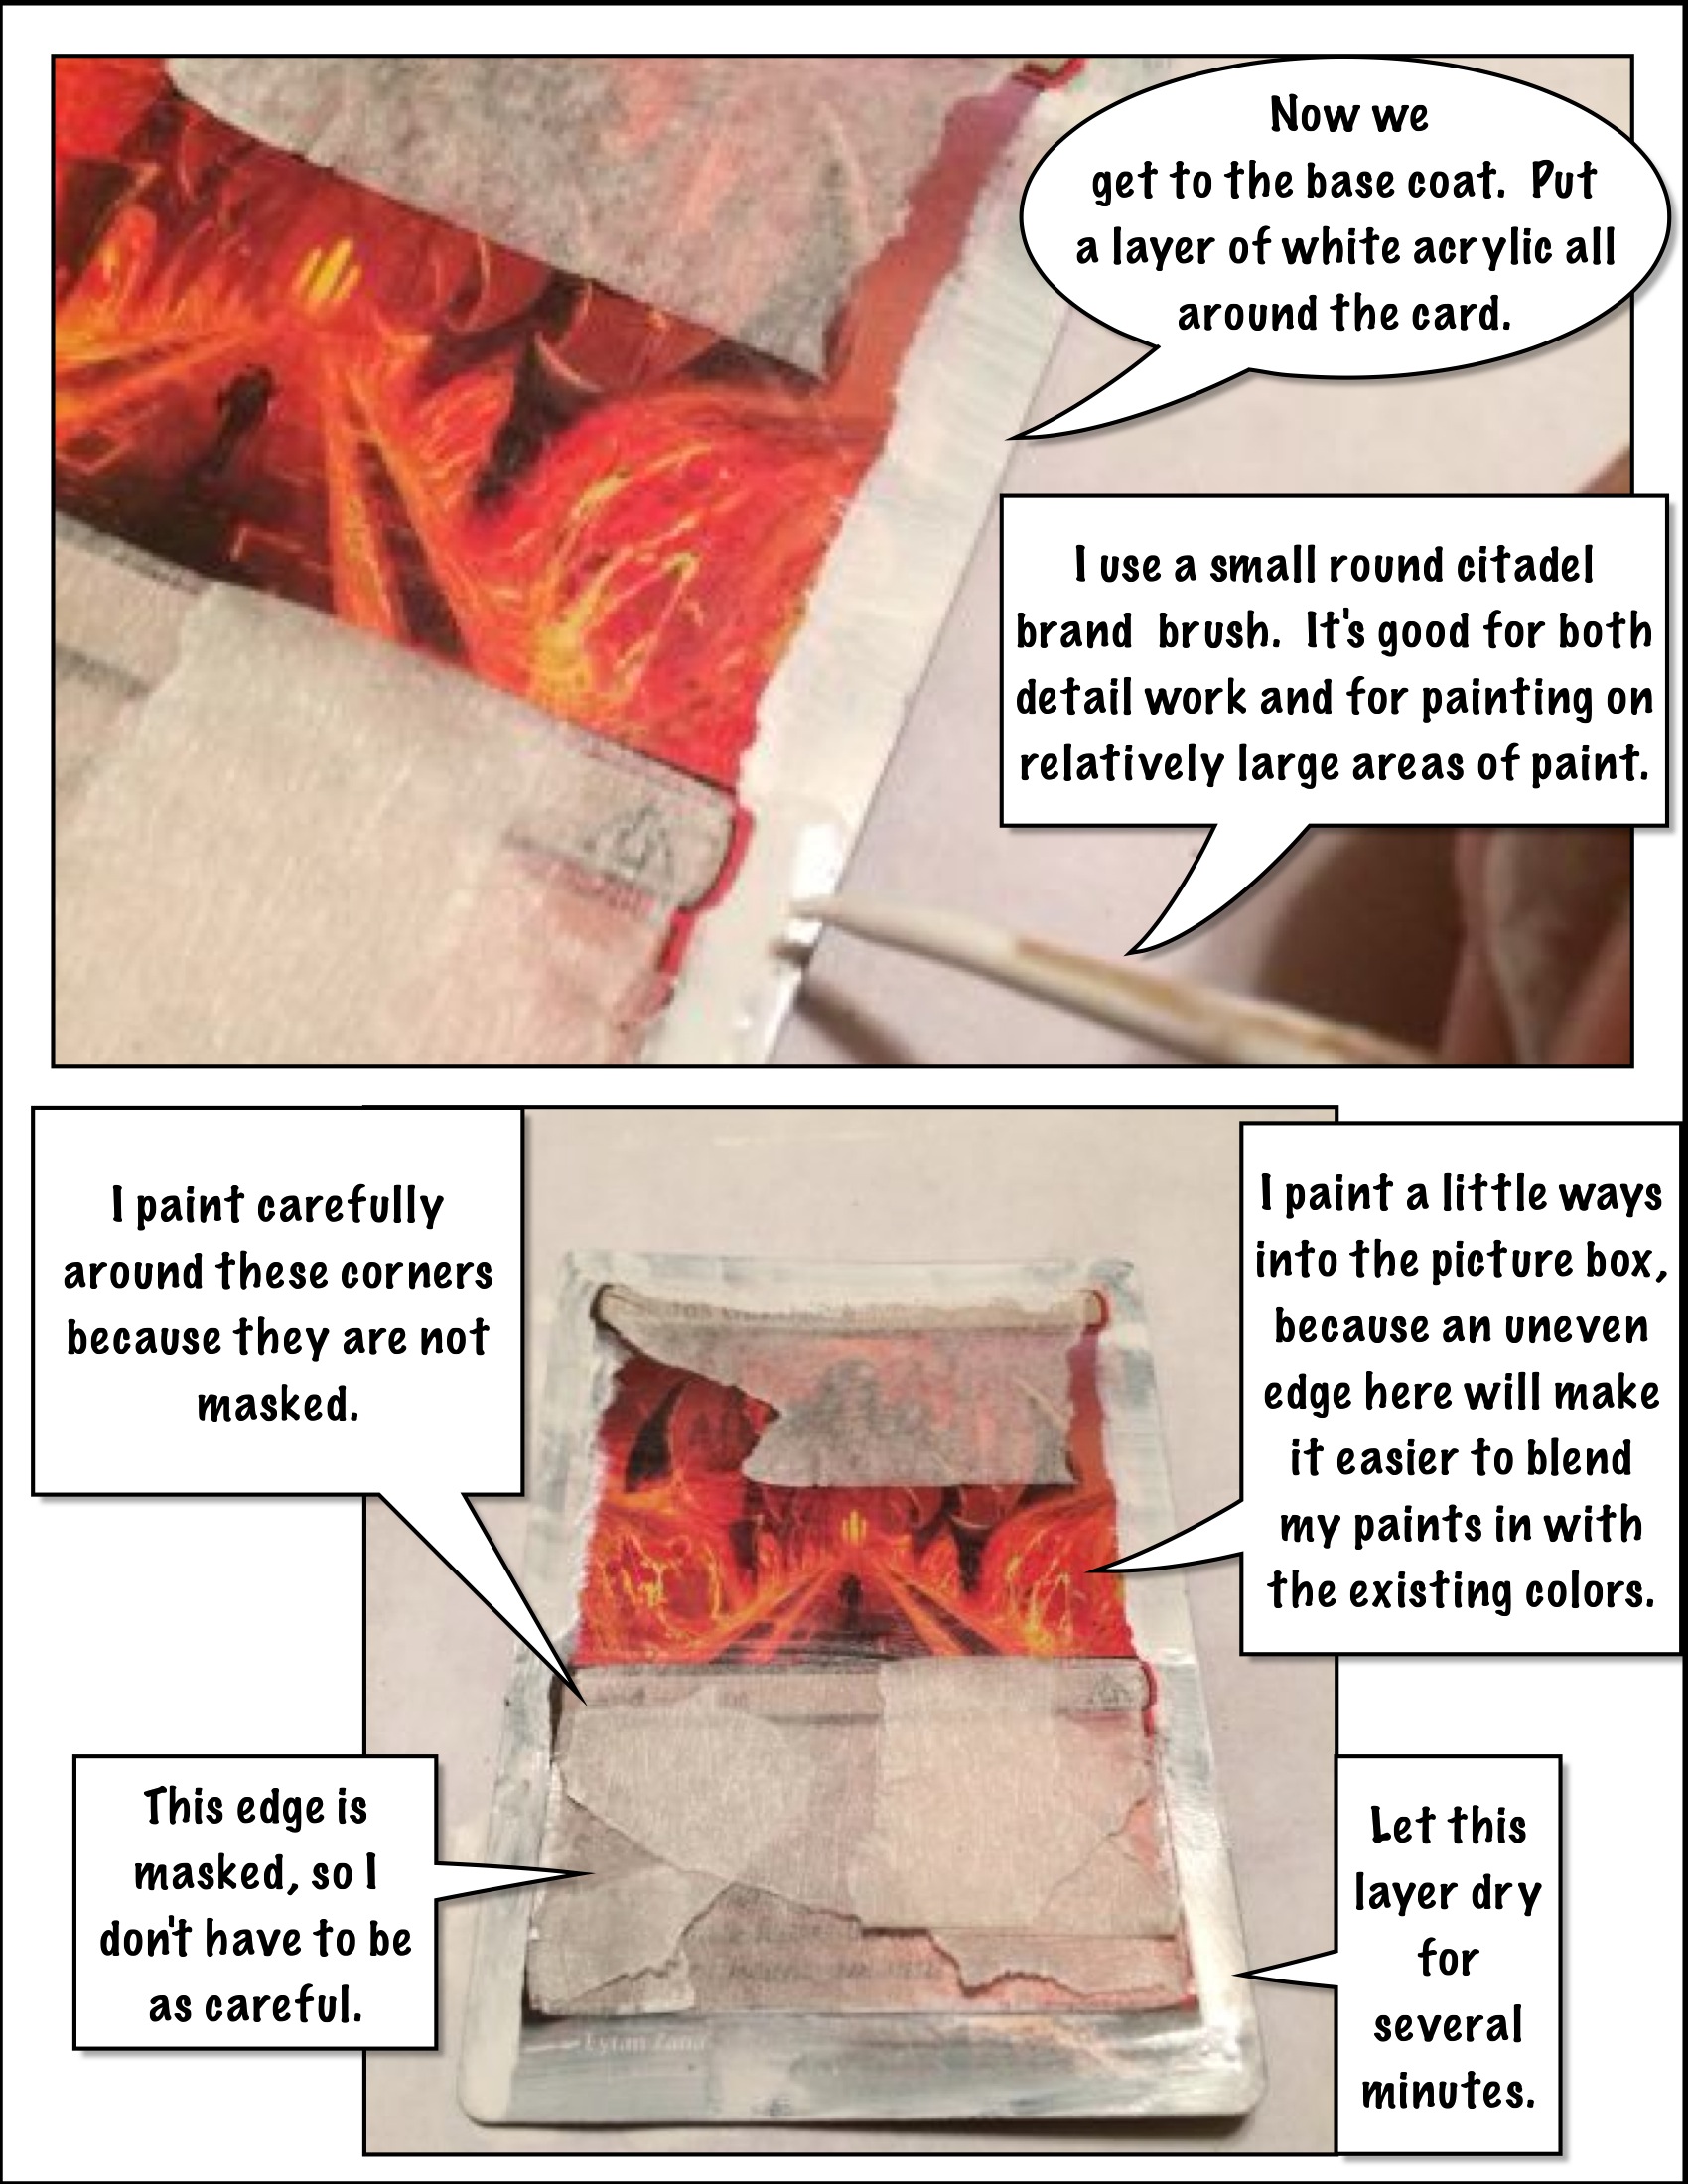 Now we
get to the base coat.  Put
a layer of white acrylic all
around the card.
I use a small round citadel
brand  brush.  It's good for both
detail work and for painting on
relatively large areas of paint.
I paint carefully
around these corners
because they are not
masked.
I paint a little ways
into the picture box,
because an uneven
edge here will make
it easier to blend
my paints in with
the existing colors.
This edge is
masked, so I
don't have to be
as careful.
Let this
layer dry
for
several
minutes.